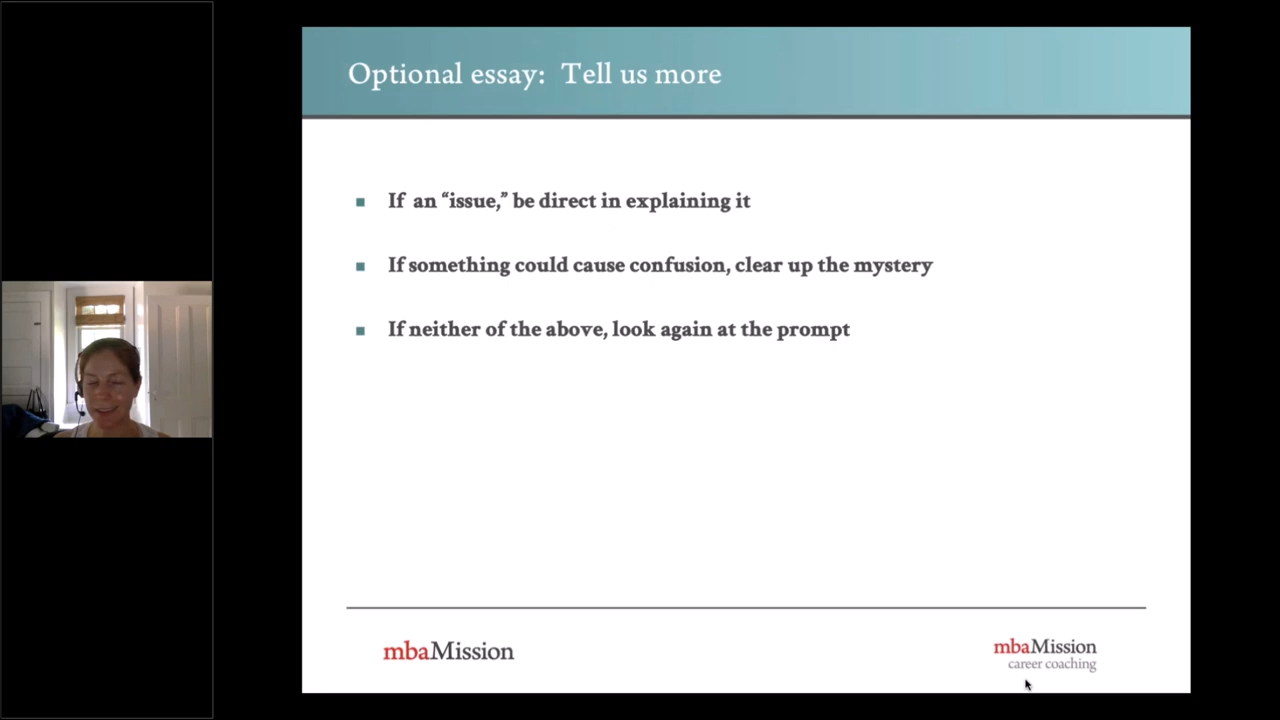 Optional essay:  Tell us more
If an “issue,” be direct in explaining it
If something could cause confusion, clear up the mystery
If neither of the above, look again at the prompt
mbaMission
mbaMission
career coaching